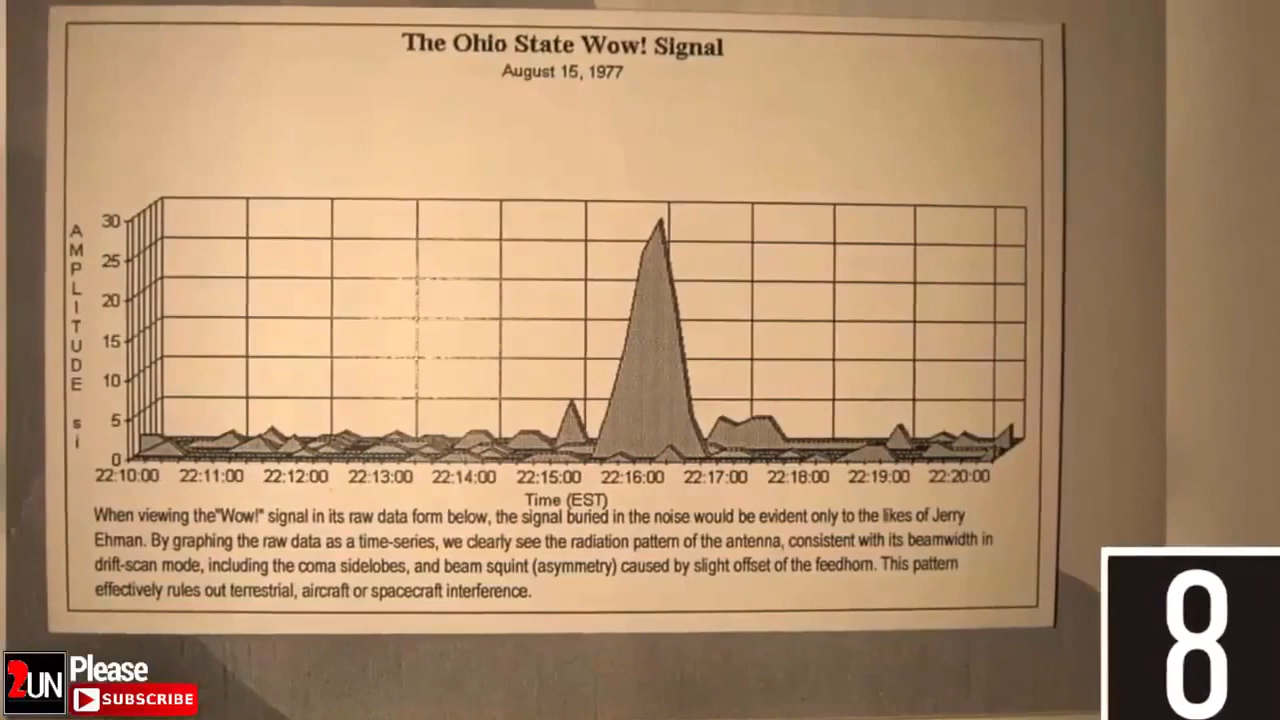 The Ohio State Wow! Signal
August 15, 1977
AMPLITUDE si
30
25
20
15
10
5
0
22:10:00 22:11:00 22:12:00 22:13:00 22:14:00 22:15:00 22:16:00 22:17:00 22:18:00 22:19:00 22:20:00
Time (EST)
When viewing the"Wow!" signal in its raw data form below, the signal buried in the noise would be evident only to the likes of Jerry
Ehman. By graphing the raw data as a time-series, we clearly see the radiation pattern of the antenna, consistent with its beamwidth in
drift-scan mode, including the coma sidelobes, and beam squint (asymmetry) caused by slight offset of the feedhorn. This pattern
effectively rules out terrestrial, aircraft or spacecraft interference.
8
2UN
Please
SUBSCRIBE